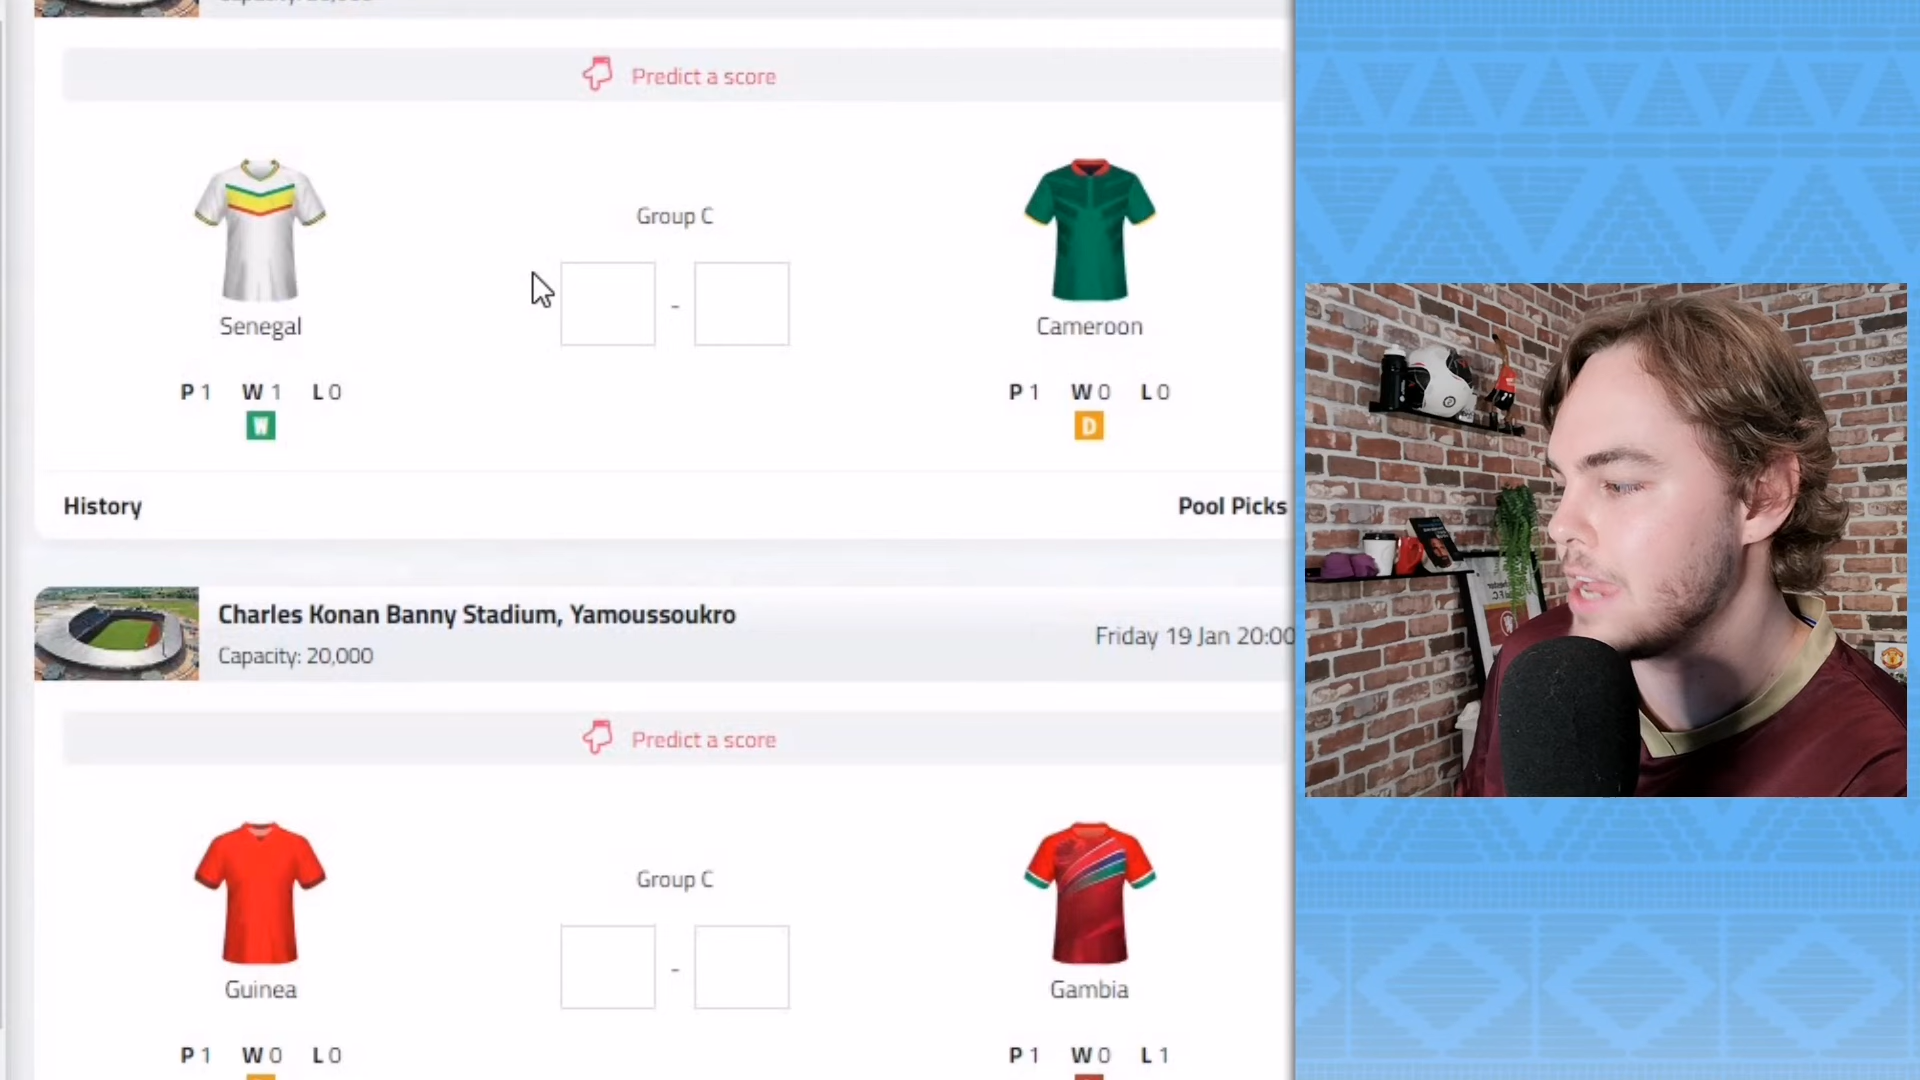 Predict a score
Group C
-
Senegal
Cameroon
P 1 W 1 L 0
P 1 W 0 L 0
W
D
History
Pool Picks
Charles Konan Banny Stadium, Yamoussoukro
Friday 19 Jan 20:00
Capacity: 20,000
Predict a score
Group C
-
Guinea
Gambia
P 1 W 0 L 0
P 1 W 0 L 1